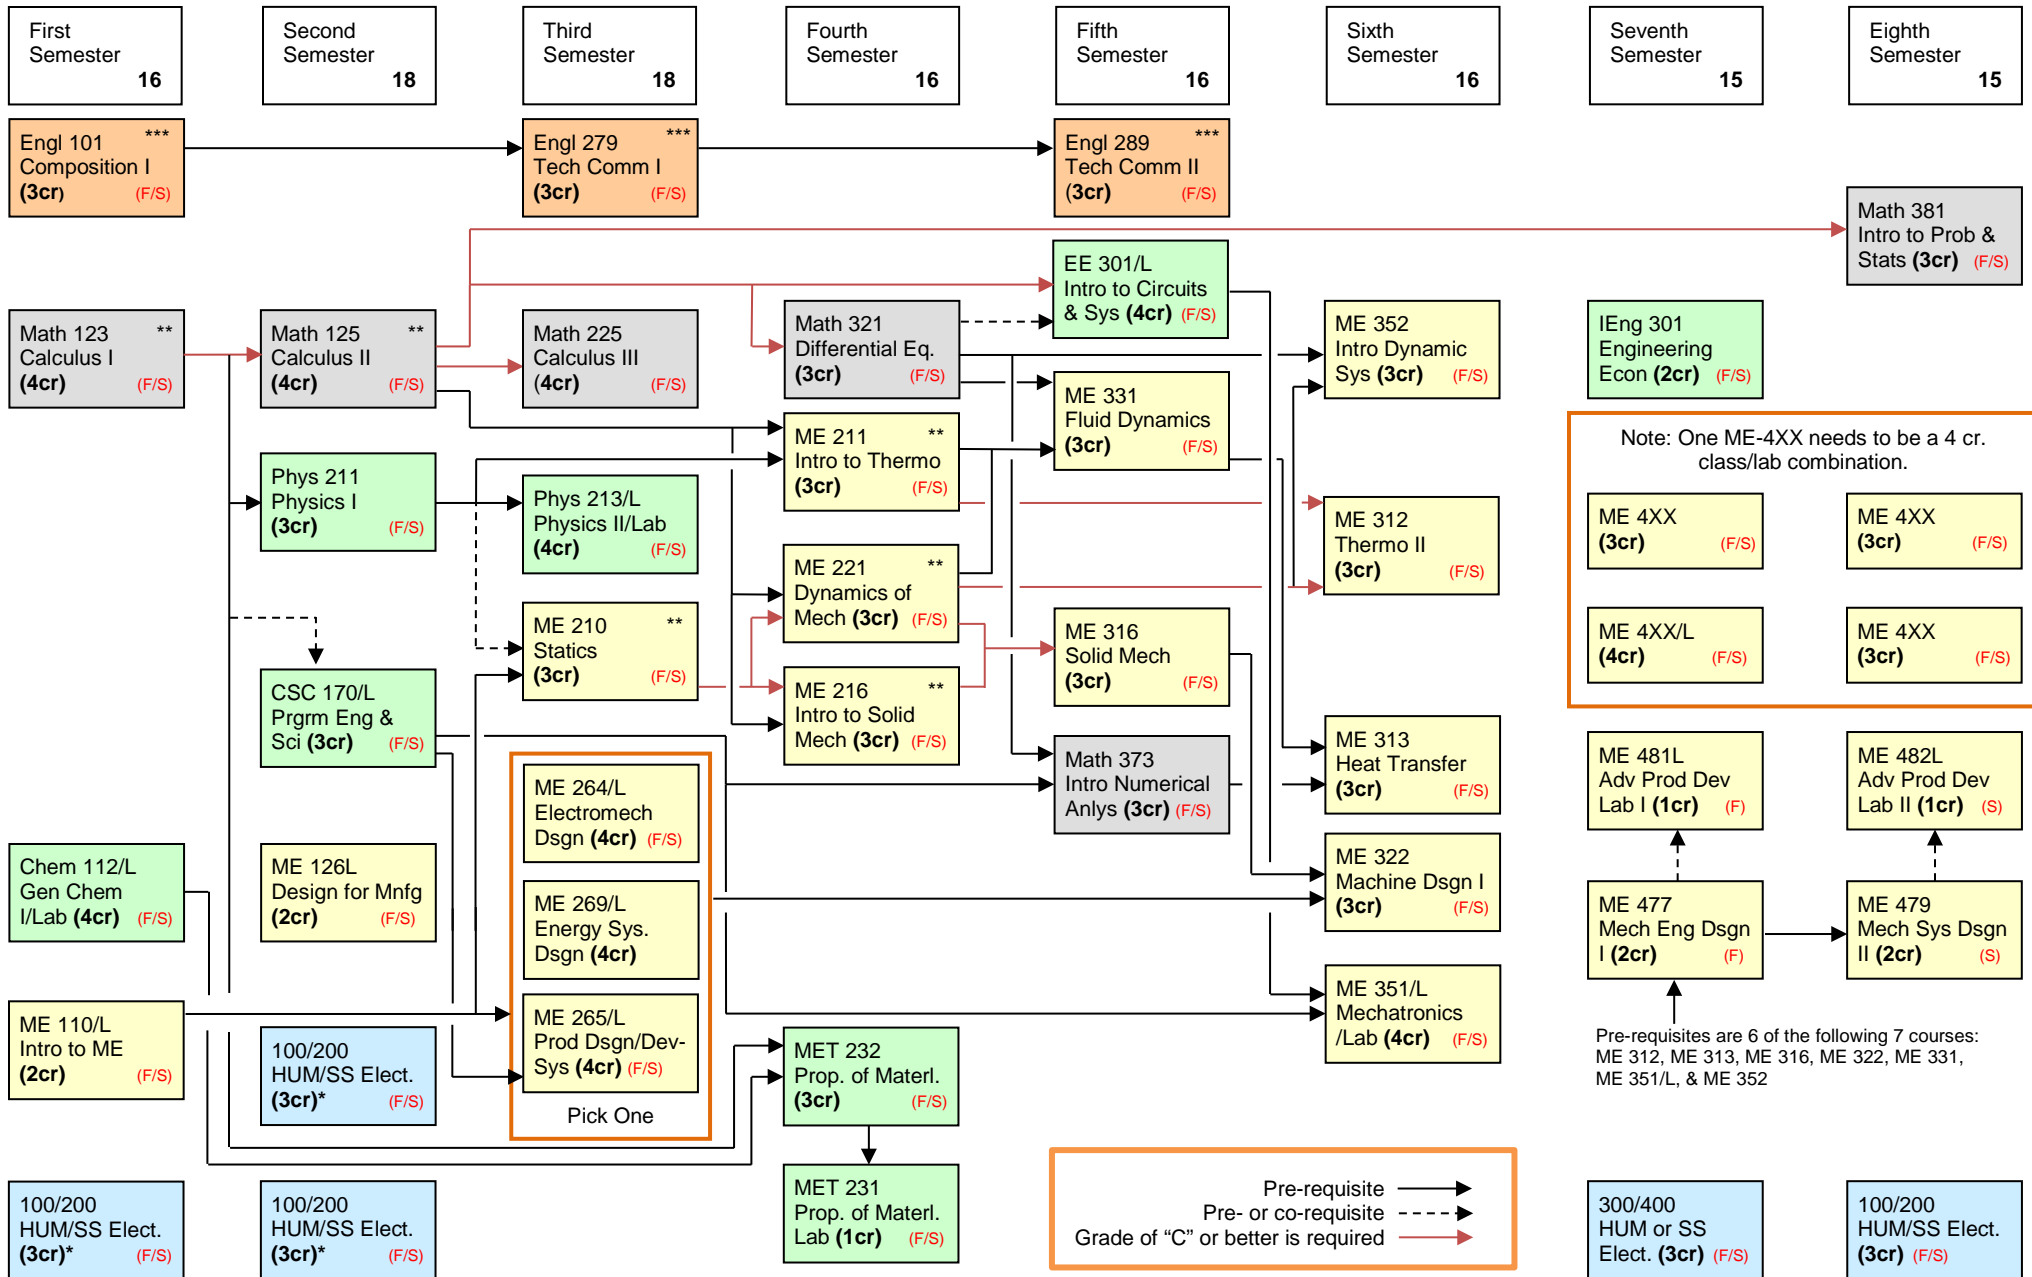 First
Semester
16
Second
Semester
18
Third
Semester
18
Fourth
Semester
16
Fifth
Semester
16
Sixth
Semester
16
Seventh
Semester
15
Eighth
Semester
15
Engl 101 ***
Composition I
(3cr) (F/S)
Engl 279 ***
Tech Comm I
(3cr) (F/S)
Engl 289 ***
Tech Comm II
(3cr) (F/S)
Math 381
Intro to Prob &
Stats (3cr) (F/S)
EE 301/L
Intro to Circuits
& Sys (4cr) (F/S)
Math 123 **
Calculus I
(4cr) (F/S)
Math 125 **
Calculus II
(4cr) (F/S)
Math 225
Calculus III
(4cr) (F/S)
Math 321
Differential Eq.
(3cr) (F/S)
ME 352
Intro Dynamic
Sys (3cr) (F/S)
IEng 301
Engineering
Econ (2cr) (F/S)
ME 331
Fluid Dynamics
(3cr) (F/S)
ME 211 **
Intro to Thermo
(3cr) (F/S)
Note: One ME-4XX needs to be a 4 cr.
class/lab combination.
Phys 211
Physics I
(3cr) (F/S)
Phys 213/L
Physics II/Lab
(4cr) (F/S)
ME 312
Thermo II
(3cr) (F/S)
ME 4XX
(3cr) (F/S)
ME 4XX
(3cr) (F/S)
ME 221 **
Dynamics of
Mech (3cr) (F/S)
ME 210 **
Statics
(3cr) (F/S)
ME 316
Solid Mech
(3cr) (F/S)
ME 4XX/L
(4cr) (F/S)
ME 4XX
(3cr) (F/S)
CSC 170/L
Prgrm Eng &
Sci (3cr) (F/S)
ME 216 **
Intro to Solid
Mech (3cr) (F/S)
ME 313
Heat Transfer
(3cr) (F/S)
Math 373
Intro Numerical
Anlys (3cr) (F/S)
ME 481L
Adv Prod Dev
Lab I (1cr) (F)
ME 482L
Adv Prod Dev
Lab II (1cr) (S)
ME 264/L
Electromech
Dsgn (4cr) (F/S)
Chem 112/L
Gen Chem
I/Lab (4cr) (F/S)
ME 126L
Design for Mnfg
(2cr) (F/S)
ME 269/L
Energy Sys.
Dsgn (4cr)
ME 322
Machine Dsgn I
(3cr) (F/S)
ME 477
Mech Eng Dsgn
I (2cr) (F)
ME 479
Mech Sys Dsgn
II (2cr) (S)
ME 110/L
Intro to ME
(2cr) (F/S)
100/200
HUM/SS Elect.
(3cr)* (F/S)
ME 265/L
Prod Dsgn/Dev-
Sys (4cr) (F/S)
Pick One
MET 232
Prop. of Materl.
(3cr) (F/S)
ME 351/L
Mechatronics
/Lab (4cr) (F/S)
Pre-requisites are 6 of the following 7 courses:
ME 312, ME 313, ME 316, ME 322, ME 331,
ME 351/L, & ME 352
100/200
HUM/SS Elect.
(3cr)* (F/S)
100/200
HUM/SS Elect.
(3cr)* (F/S)
MET 231
Prop. of Materl.
Lab (1cr) (F/S)
Pre-requisite
Pre- or co-requisite
Grade of “C” or better is required
300/400
HUM or SS
Elect. (3cr) (F/S)
100/200
HUM/SS Elect.
(3cr) (F/S)